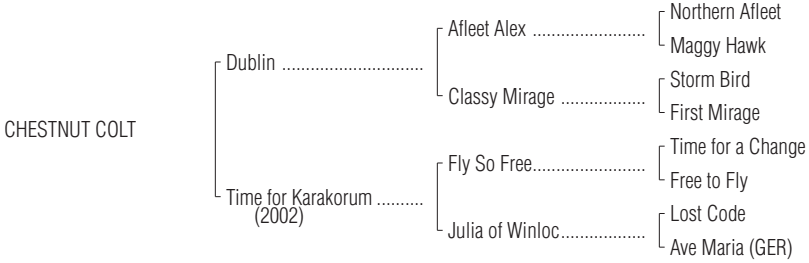 Northern Afleet
Afleet Alex ........................
Maggy Hawk
Dublin ..............................
Storm Bird
Classy Mirage ..................
First Mirage
CHESTNUT COLT
Time for a Change
Fly So Free........................
Free to Fly
Time for Karakorum ..........
(2002)
Lost Code
Julia of Winloc..................
Ave Maria (GER)